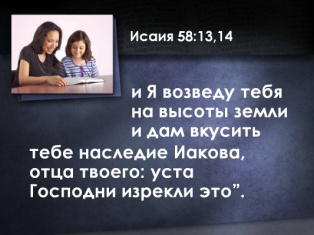 Исаия 58:13,14
и Я возведу тебя
на высоты земли
и дам вкусить
тебе наследие Иакова,
отца твоего: уста
Господни изрекли это”.